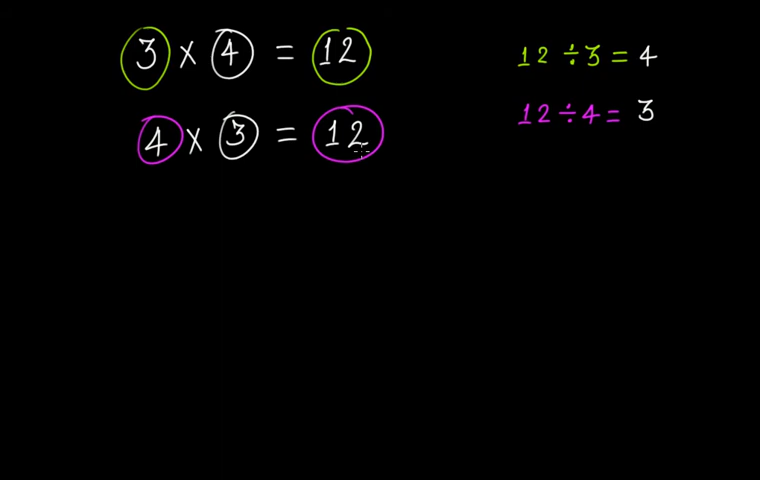 3 × 4 = 12
12 ÷ 3 = 4
4 × 3 = 12
12 ÷ 4 = 3